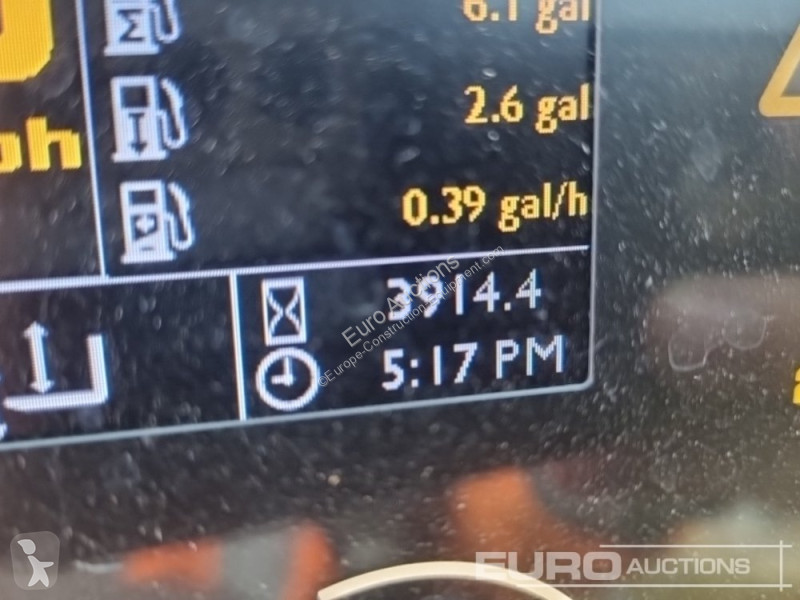 6.1 gal
2.6 gal
ph
0.39 gal/h
3914.4
5:17 PM
Euro Auctions
©Europe-Construction-Equipment.com
EURO AUCTIONS